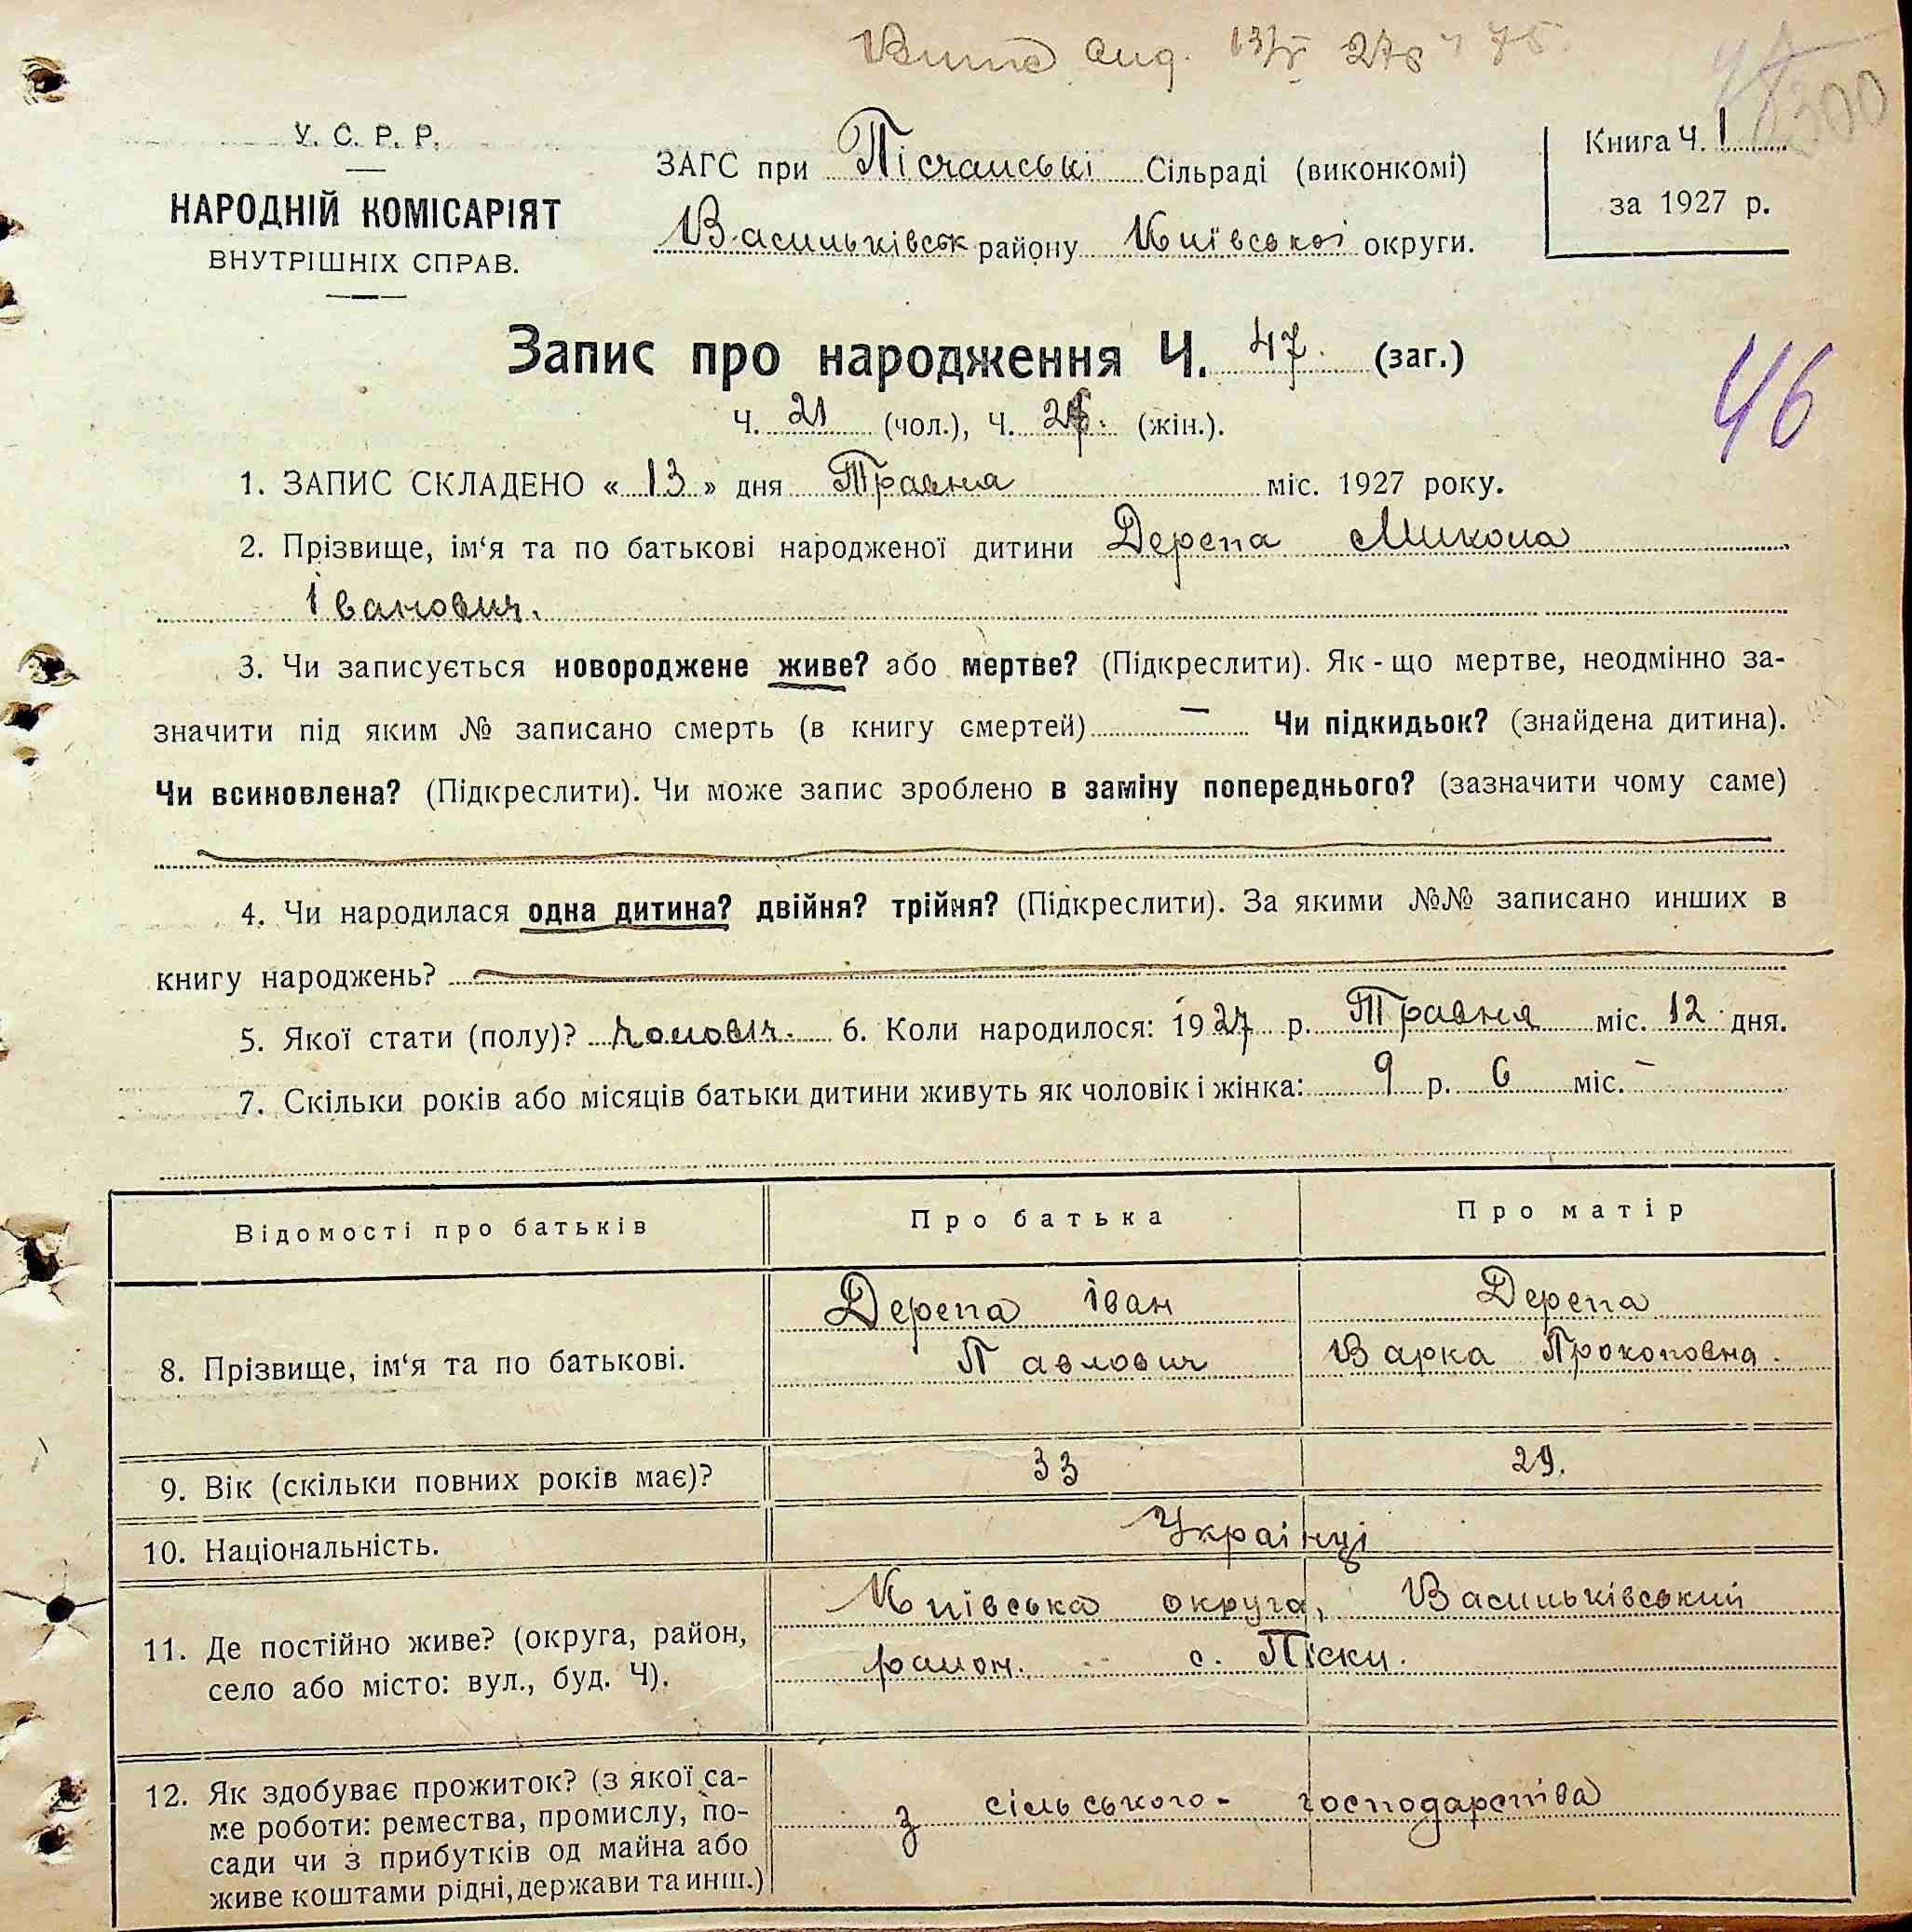 У. С. Р. Р.
НАРОДНІЙ КОМІСАРІЯТ
ВНУТРІШНІХ СПРАВ.
ЗАГС при Пісчанські Сільраді (виконкомі)
Васильківськ району Київської округи.
300
Книга Ч. 1
за 1927 р.
Запис про народження Ч. 47. (заг.)
46
Ч. 21 (чол.), Ч. (жін.).
1. ЗАПИС СКЛАДЕНО « 13 » дня Травня міс. 1927 року.
2. Прізвище, ім‘я та по батькові народженої дитини Дерепа Микола
Іванович.
3. Чи записується новороджене живе? або мертве? (Підкреслити). Як - що мертве, неодмінно за-
значити під яким № записано смерть (в книгу смертей) — Чи підкидьок? (знайдена дитина).
Чи всиновлена? (Підкреслити). Чи може запис зроблено в заміну попереднього? (зазначити чому саме)
4. Чи народилася одна дитина? двійня? трійня? (Підкреслити). За якими №№ записано инших в
книгу народжень?
5. Якої стати (полу)? чоловіч. 6. Коли народилося: 1927 р. Травня міс. 12 дня.
7. Скільки років або місяців батьки дитини живуть як чоловік і жінка: 9 р. 6 міс. —
Відомості про батьків Про батька Про матір
8. Прізвище, ім‘я та по батькові. Дерепа Іван Павлович Дерепа Варка Прокоповна.
9. Вік (скільки повних років має)? 33 29.
10. Національність. Українці
11. Де постійно живе? (округа, район,
село або місто: вул., буд. Ч).
Київська округа, Васильківський
район. с. Піски.
12. Як здобуває прожиток? (з якої са-
ме роботи: ремества, промислу, по-
сади чи з прибутків од майна або
живе коштами рідні, держави та инш.)
з сільського- господарства